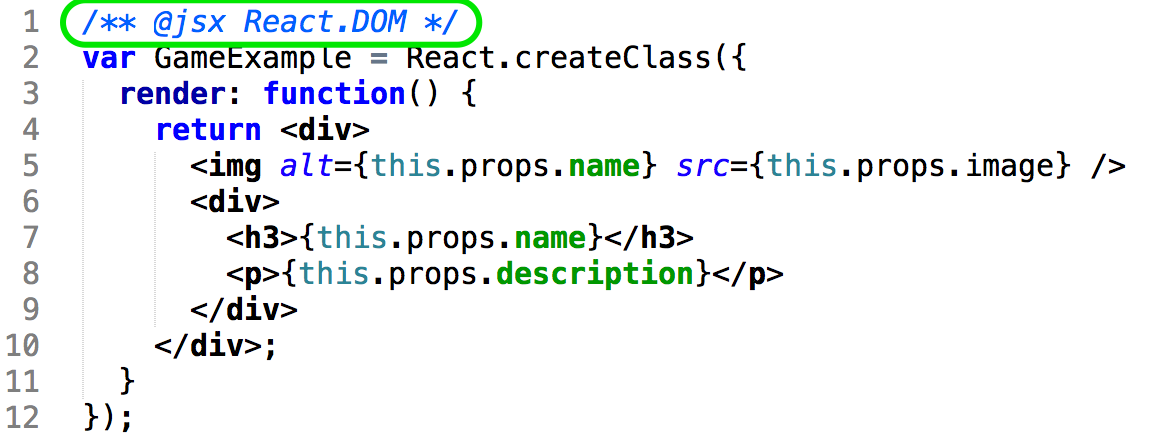 1 /** @jsx React.DOM */
2 var GameExample = React.createClass({
3   render: function() {
4     return <div>
5       <img alt={this.props.name} src={this.props.image} />
6       <div>
7         <h3>{this.props.name}</h3>
8         <p>{this.props.description}</p>
9       </div>
10     </div>;
11   }
12 });